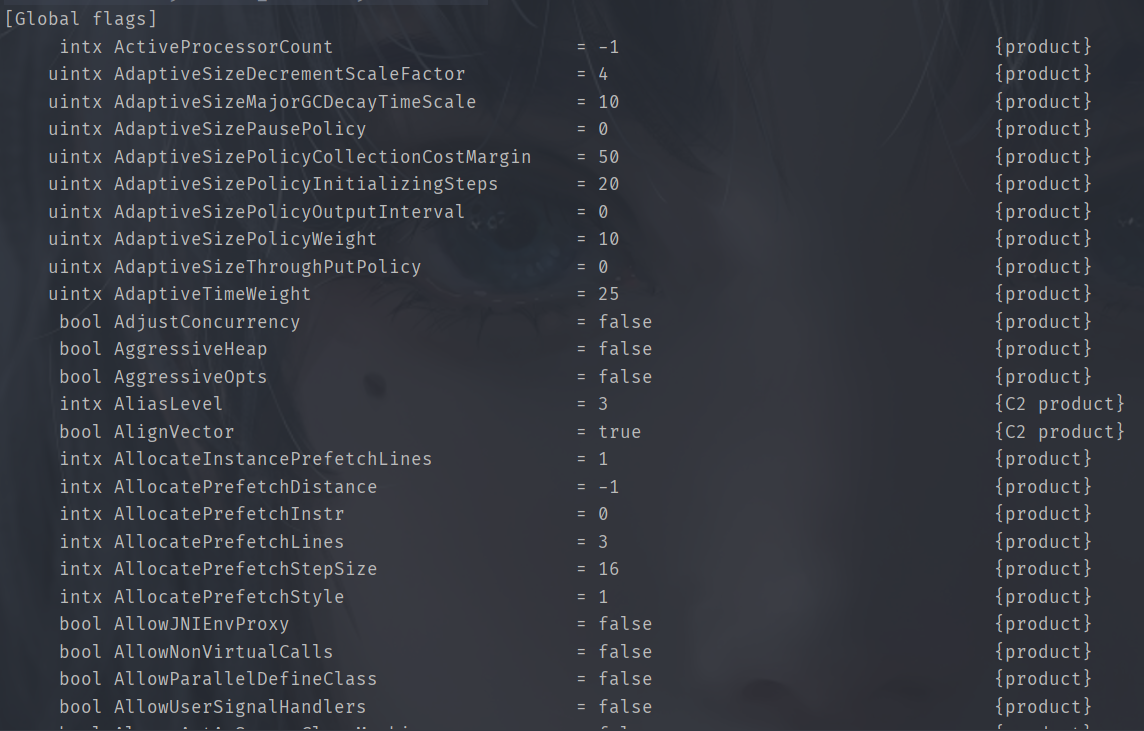 [Global flags]
intx ActiveProcessorCount = -1 {product}
uintx AdaptiveSizeDecrementScaleFactor = 4 {product}
uintx AdaptiveSizeMajorGCDecayTimeScale = 10 {product}
uintx AdaptiveSizePausePolicy = 0 {product}
uintx AdaptiveSizePolicyCollectionCostMargin = 50 {product}
uintx AdaptiveSizePolicyInitializingSteps = 20 {product}
uintx AdaptiveSizePolicyOutputInterval = 0 {product}
uintx AdaptiveSizePolicyWeight = 10 {product}
uintx AdaptiveSizeThroughPutPolicy = 0 {product}
uintx AdaptiveTimeWeight = 25 {product}
bool AdjustConcurrency = false {product}
bool AggressiveHeap = false {product}
bool AggressiveOpts = false {product}
intx AliasLevel = 3 {C2 product}
bool AlignVector = true {C2 product}
intx AllocateInstancePrefetchLines = 1 {product}
intx AllocatePrefetchDistance = -1 {product}
intx AllocatePrefetchInstr = 0 {product}
intx AllocatePrefetchLines = 3 {product}
intx AllocatePrefetchStepSize = 16 {product}
intx AllocatePrefetchStyle = 1 {product}
bool AllowJNIEnvProxy = false {product}
bool AllowNonVirtualCalls = false {product}
bool AllowParallelDefineClass = false {product}
bool AllowUserSignalHandlers = false {product}